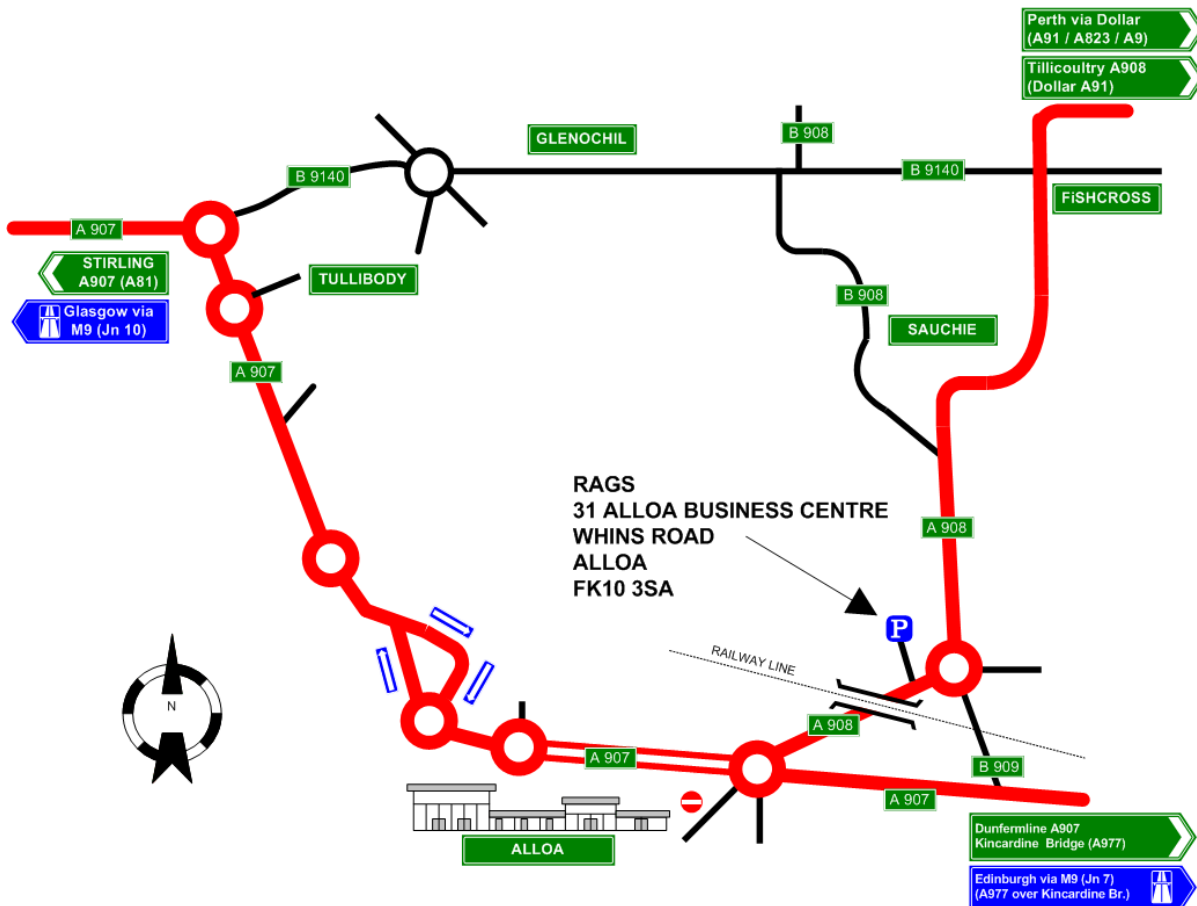 Perth via Dollar
(A91 / A823 / A9)
Tillicoultry A908
(Dollar A91)
B 908
GLENOCHIL
B 9140
B 9140
FiSHCROSS
A 907
STIRLING
A907 (A81)
TULLIBODY
Glasgow via
M9 (Jn 10)
B 908
SAUCHIE
A 907
RAGS
31 ALLOA BUSINESS CENTRE
WHINS ROAD
ALLOA
FK10 3SA
A 908
P
RAILWAY LINE
N
A 908
A 907
B 909
A 907
ALLOA
Dunfermline A907
Kincardine Bridge (A977)
Edinburgh via M9 (Jn 7)
(A977 over Kincardine Br.)